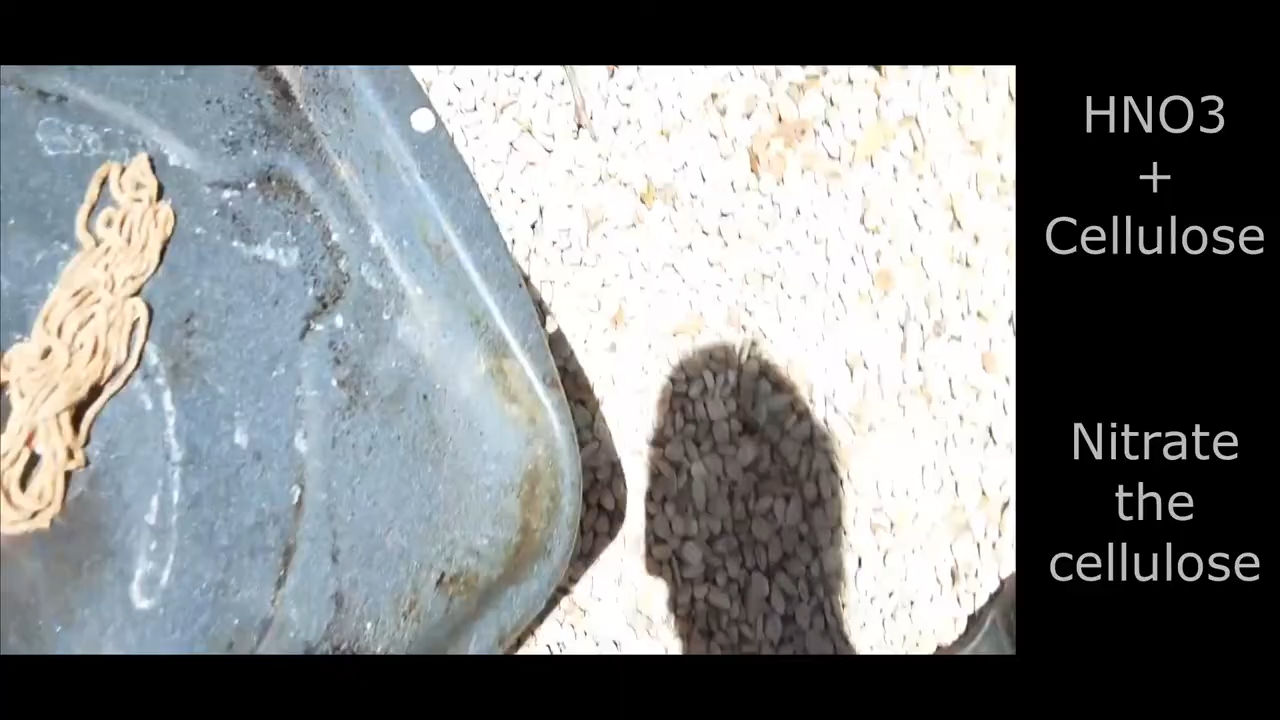 HNO3
+
Cellulose
Nitrate
the
cellulose